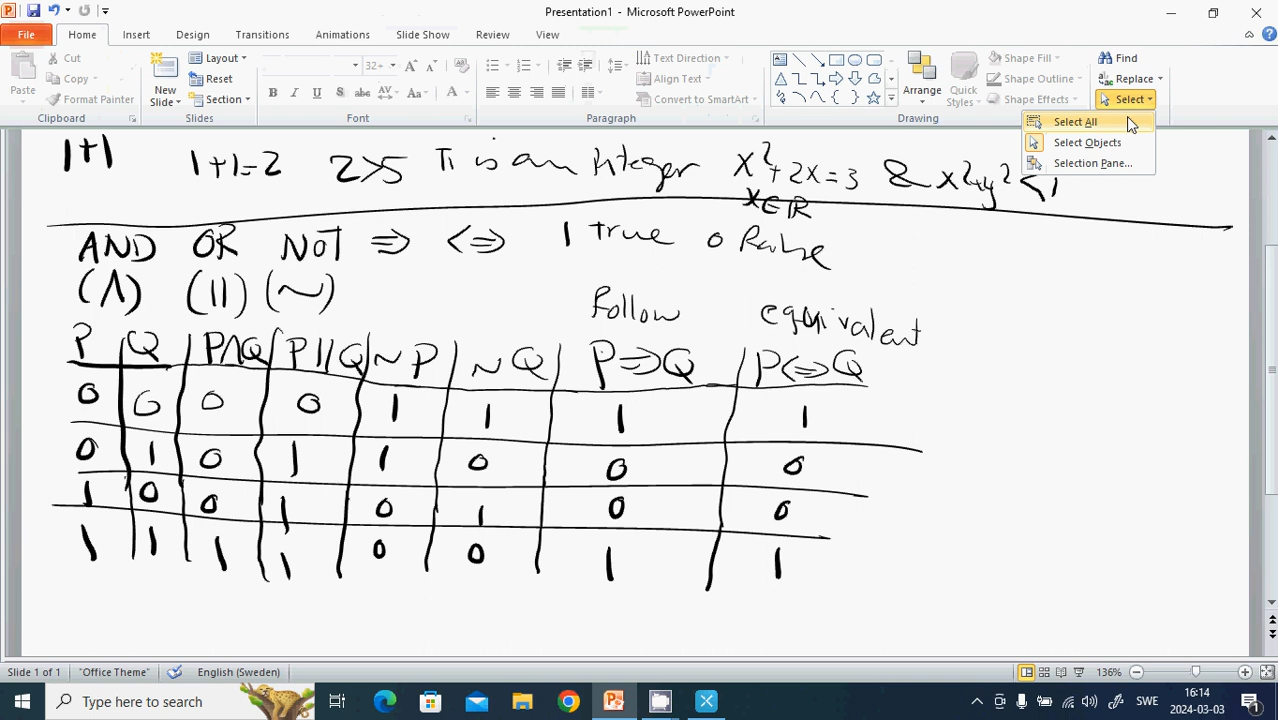 Presentation1 - Microsoft PowerPoint
File Home Insert Design Transitions Animations Slide Show Review View
Paste Cut Copy Format Painter
Clipboard
New Slide Layout Reset Section
Slides
32+ A A
B I U S abc AV Aa A
Font
Text Direction Align Text Convert to SmartArt
Paragraph
Arrange Quick Styles Shape Fill Shape Outline Shape Effects
Drawing
Find Replace Select
Select All
Select Objects
Selection Pane...
1+1 1+1=2 2>5 π is an Integer x²+2x=3 & x²+y²<1
x∈ℝ
AND OR NOT ⇒ <=> 1 true 0 False
(Λ) (||) (~)
Follow equivalent
P Q PΛQ P||Q ~P ~Q P⇒Q P<=>Q
0 0 0 0 1 1 1 1
0 1 0 1 1 0 0 0
1 0 0 1 0 1 0 0
1 1 1 1 0 0 1 1
Slide 1 of 1 "Office Theme" English (Sweden) 136%
Type here to search SWE 16:14
2024-03-03 1